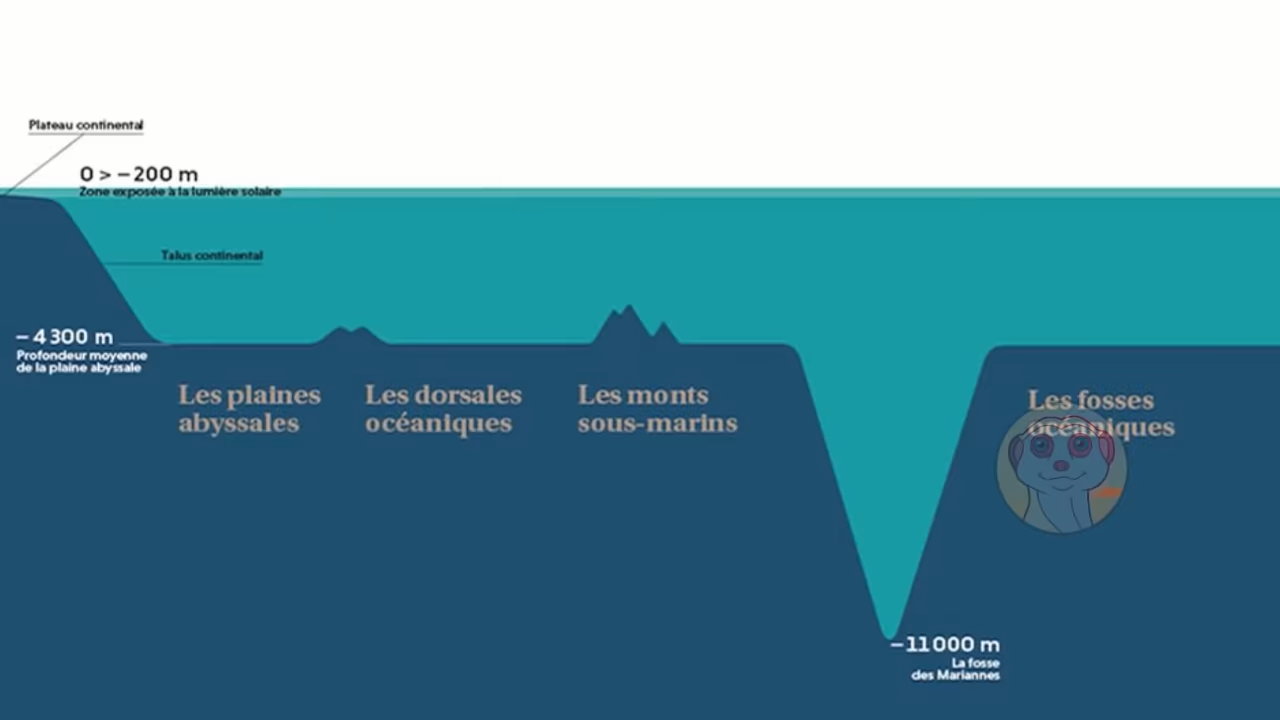 Plateau continental
0 > – 200 m
Zone exposée à la lumière solaire
Talus continental
– 4 300 m
Profondeur moyenne
de la plaine abyssale
Les plaines
abyssales
Les dorsales
océaniques
Les monts
sous-marins
Les fosses
océaniques
– 11 000 m
La fosse
des Mariannes